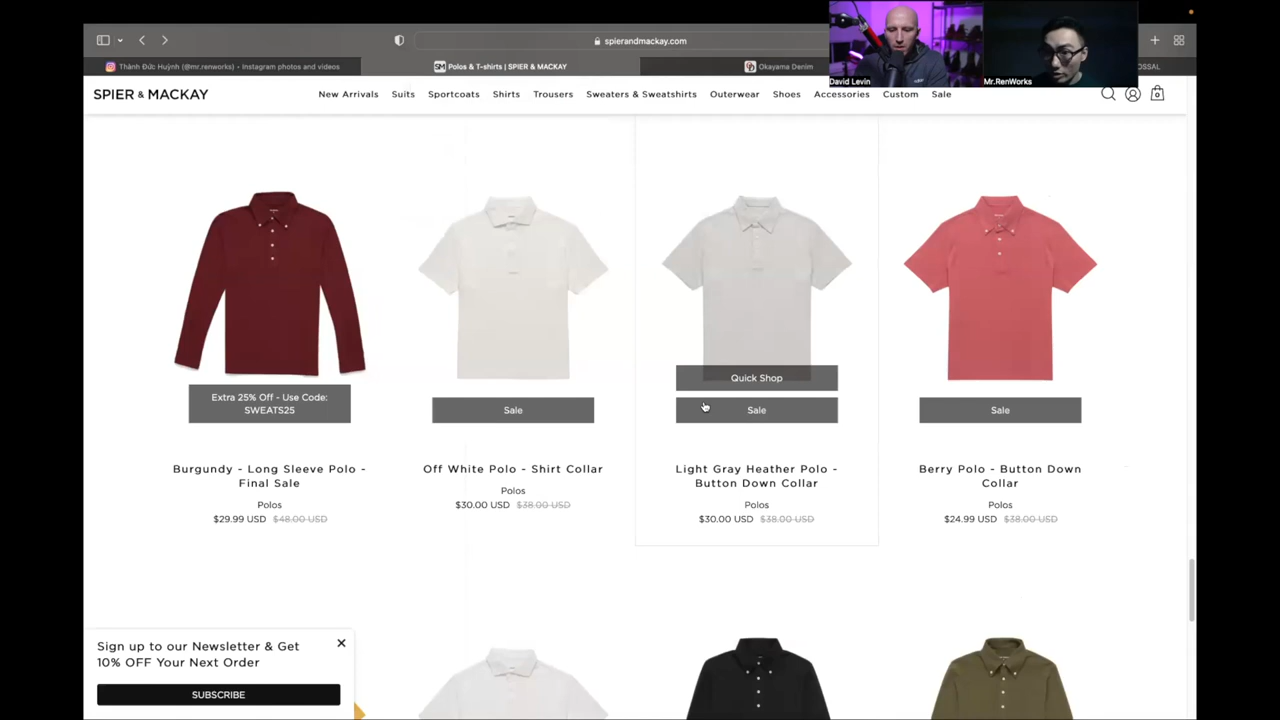 spierandmackay.com
Thành Đức Huỳnh (@mr.renworks) • Instagram photos and videos
SM Polos & T-shirts | SPIER & MACKAY
Okayama Denim
OSSAL
David Levin
Mr.RenWorks
SPIER & MACKAY
New Arrivals Suits Sportcoats Shirts Trousers Sweaters & Sweatshirts Outerwear Shoes Accessories Custom Sale
0
Extra 25% Off - Use Code:
SWEATS25
Sale
Quick Shop
Sale
Sale
Burgundy - Long Sleeve Polo -
Final Sale
Polos
$29.99 USD $48.00 USD
Off White Polo - Shirt Collar
Polos
$30.00 USD $38.00 USD
Light Gray Heather Polo -
Button Down Collar
Polos
$30.00 USD $38.00 USD
Berry Polo - Button Down
Collar
Polos
$24.99 USD $38.00 USD
Sign up to our Newsletter & Get
10% OFF Your Next Order
SUBSCRIBE